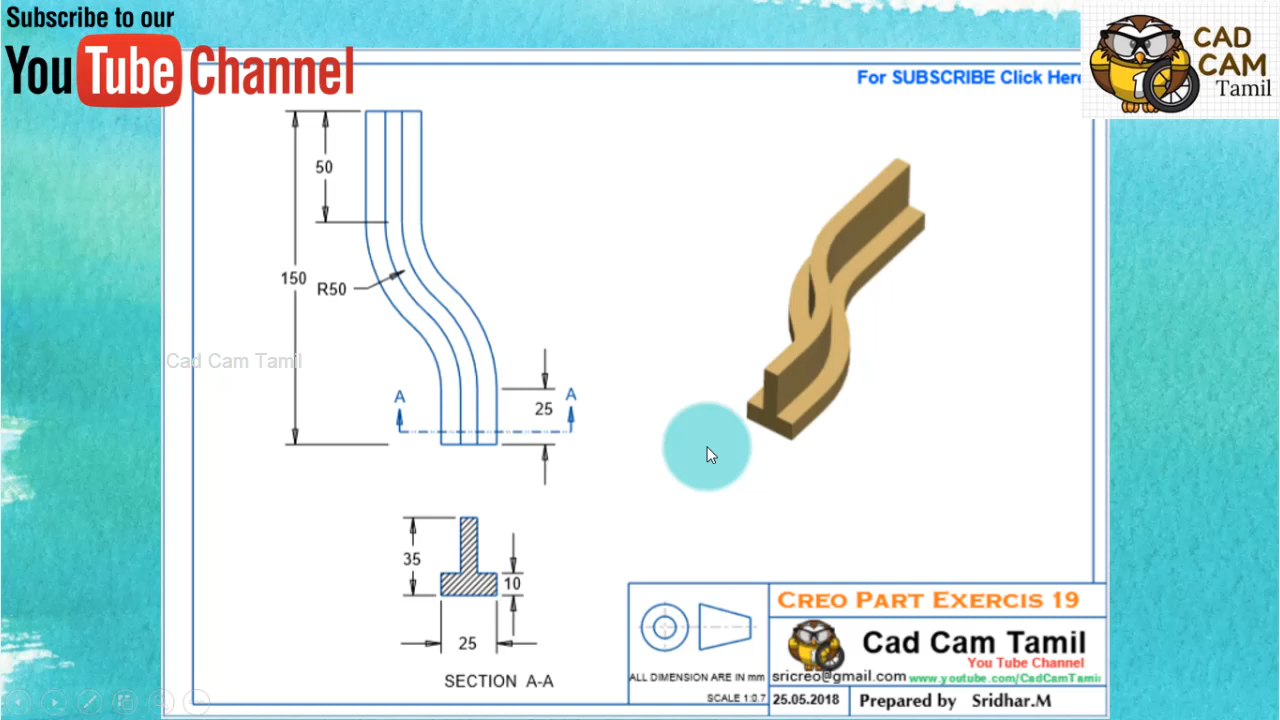 Subscribe to our
YouTube Channel
CAD
CAM
Tamil
For SUBSCRIBE Click Here
50
150
R50
Cad Cam Tamil
A
A
25
35
10
25
SECTION A-A
CREO PART EXERCIS 19
Cad Cam Tamil
You Tube Channel
ALL DIMENSION ARE IN mm
sricreo@gmail.com
www.youtube.com/CadCamTamil
SCALE 1:0.7
25.05.2018
Prepared by Sridhar.M